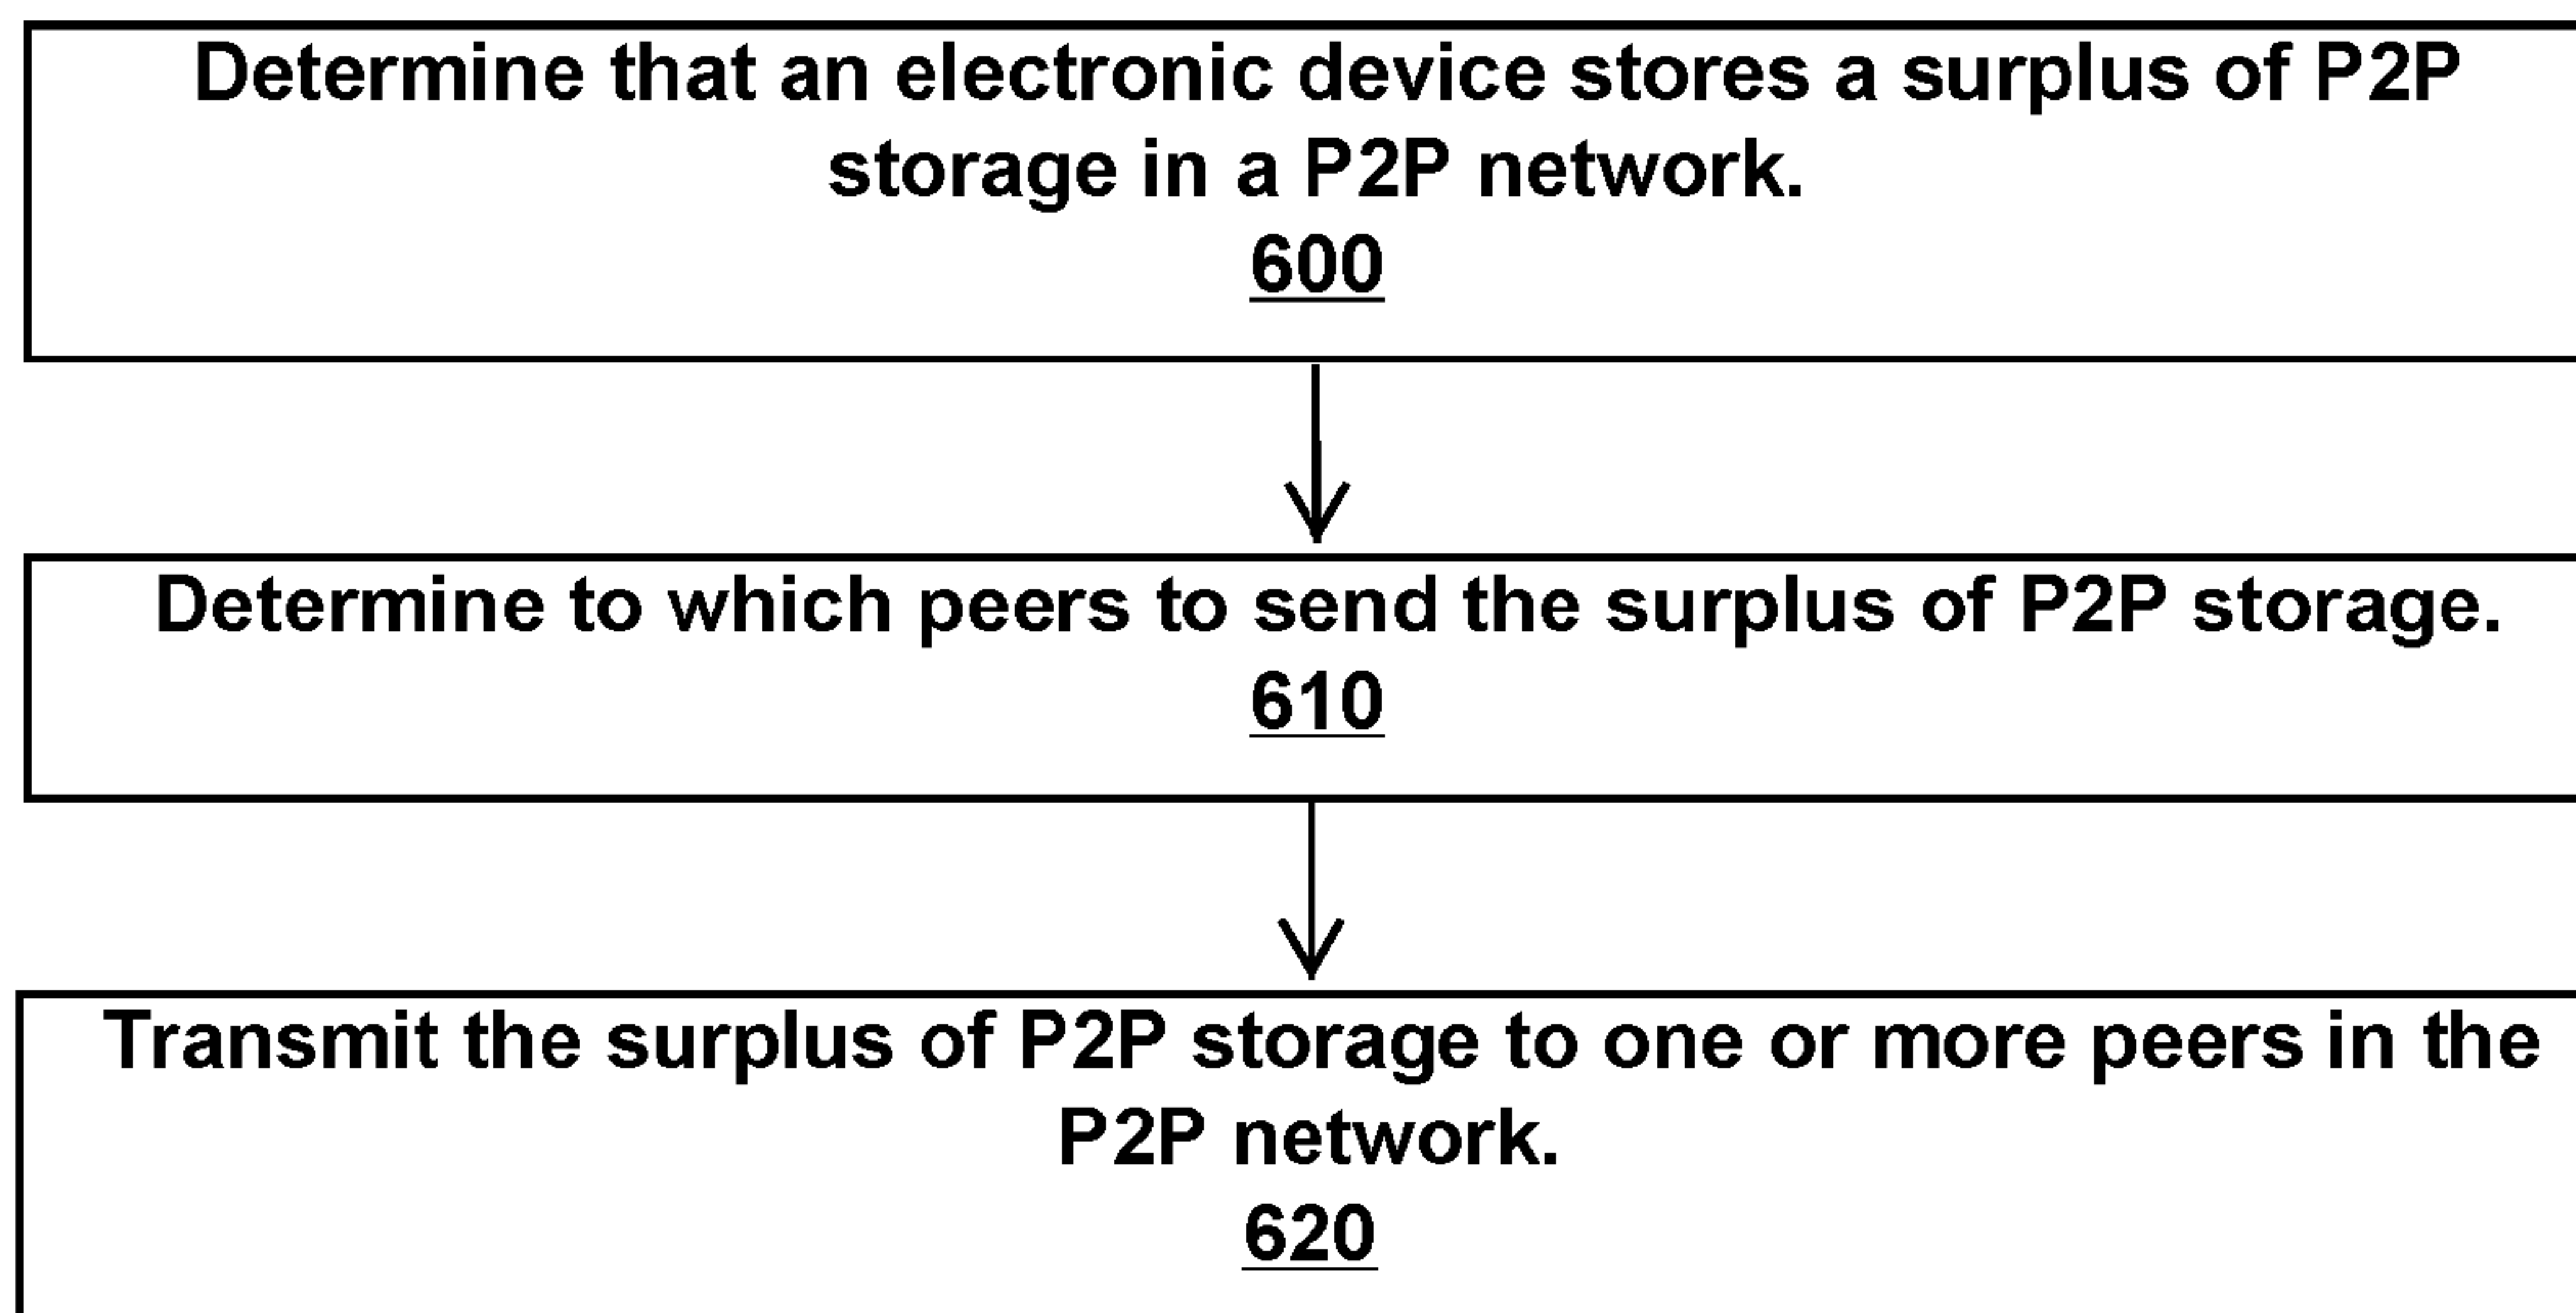 Determine that an electronic device stores a surplus of P2P
storage in a P2P network.
600
Determine to which peers to send the surplus of P2P storage.
610
Transmit the surplus of P2P storage to one or more peers in the
P2P network.
620